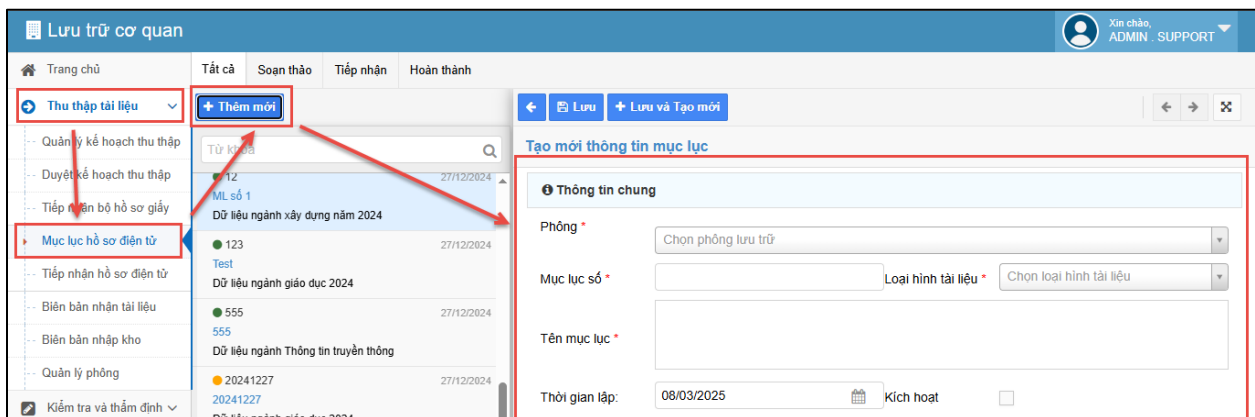 Lưu trữ cơ quan
Xin chào,
ADMIN . SUPPORT
Trang chủ
Thu thập tài liệu
Quản lý kế hoạch thu thập
Duyệt kế hoạch thu thập
Tiếp nhận bộ hồ sơ giấy
Mục lục hồ sơ điện tử
Tiếp nhận hồ sơ điện tử
Biên bản nhận tài liệu
Biên bản nhập kho
Quản lý phông
Kiểm tra và thẩm định
Tất cả Soạn thảo Tiếp nhận Hoàn thành
+ Thêm mới
Từ khóa
12 27/12/2024
ML số 1
Dữ liệu ngành xây dựng năm 2024
123 27/12/2024
Test
Dữ liệu ngành giáo dục 2024
555 27/12/2024
555
Dữ liệu ngành Thông tin truyền thông
20241227 27/12/2024
20241227
Dữ liệu ngành giáo dục 2024
Lưu + Lưu và Tạo mới
Tạo mới thông tin mục lục
Thông tin chung
Phông * Chọn phông lưu trữ
Mục lục số * Loại hình tài liệu * Chọn loại hình tài liệu
Tên mục lục *
Thời gian lập: 08/03/2025 Kích hoạt